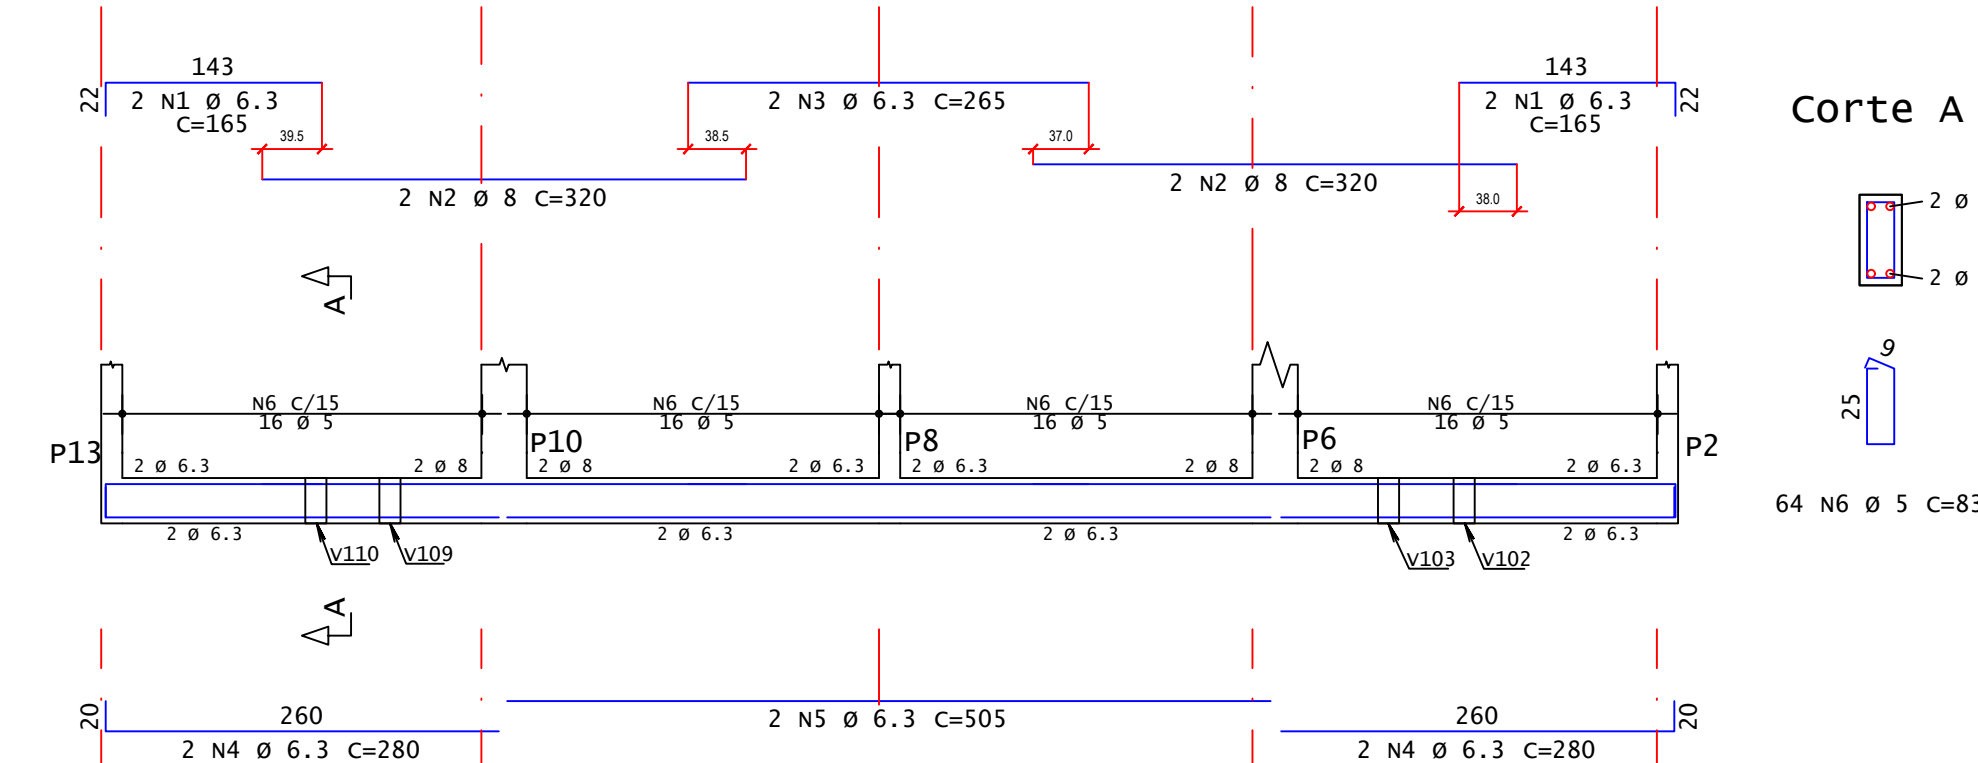 143
22
2 N1 Ø 6.3
C=165
39.5
2 N2 Ø 8 C=320
38.5
2 N3 Ø 6.3 C=265
37.0
2 N2 Ø 8 C=320
143
22
2 N1 Ø 6.3
C=165
38.0
Corte A
2 Ø
2 Ø
A
N6 C/15
16 Ø 5
N6 C/15
16 Ø 5
N6 C/15
16 Ø 5
N6 C/15
16 Ø 5
P13
P10
P8
P6
P2
2 Ø 6.3
2 Ø 8
2 Ø 8
2 Ø 6.3
2 Ø 6.3
2 Ø 8
2 Ø 8
2 Ø 6.3
2 Ø 6.3
2 Ø 6.3
2 Ø 6.3
2 Ø 6.3
V110
V109
V103
V102
9
25
64 N6 Ø 5 C=83
A
20
260
2 N4 Ø 6.3 C=280
2 N5 Ø 6.3 C=505
260
20
2 N4 Ø 6.3 C=280